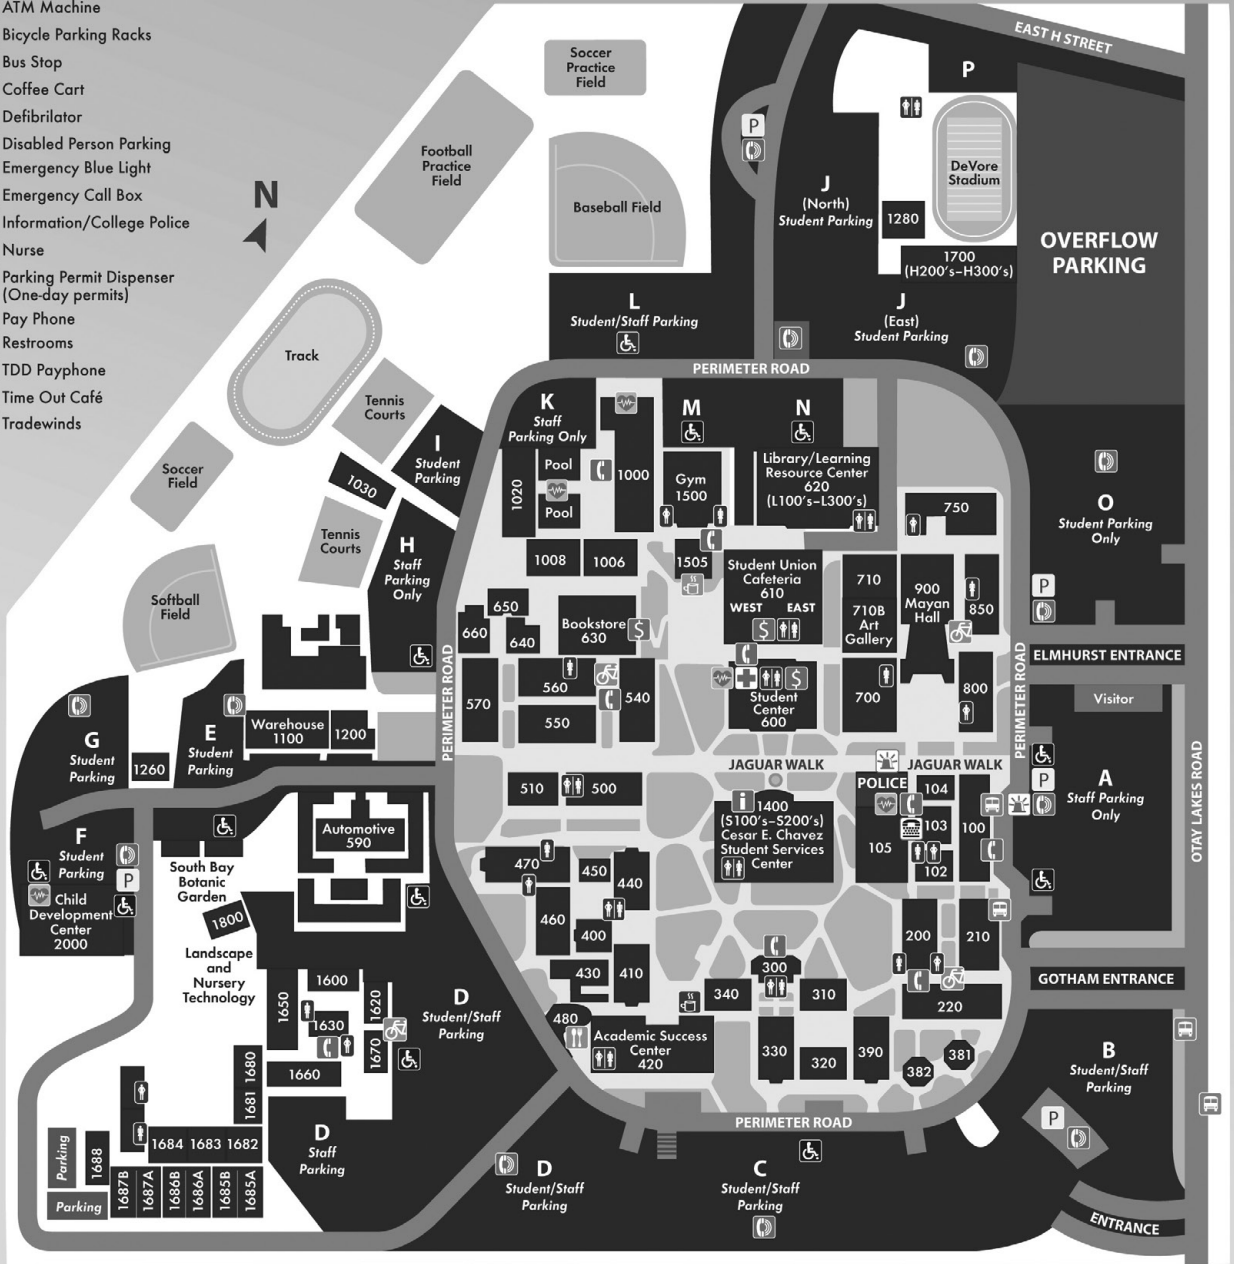 ATM Machine
Bicycle Parking Racks
Bus Stop
Coffee Cart
Defibrilator
Disabled Person Parking
Emergency Blue Light
Emergency Call Box
Information/College Police
Nurse
Parking Permit Dispenser
(One-day permits)
Pay Phone
Restrooms
TDD Payphone
Time Out Café
Tradewinds
N
Soccer
Practice
Field
Football
Practice
Field
Baseball Field
EAST H STREET
P
P
DeVore
Stadium
J
(North)
Student Parking
1280
1700
(H200's–H300's)
OVERFLOW
PARKING
L
Student/Staff Parking
J
(East)
Student Parking
Track
Tennis
Courts
Soccer
Field
I
Student
Parking
1030
Tennis
Courts
H
Staff
Parking
Only
Softball
Field
PERIMETER ROAD
K
Staff
Parking Only
M
N
Pool
Pool
1020
1000
Gym
1500
Library/Learning
Resource Center
620
(L100's–L300's)
750
O
Student Parking
Only
P
1008
1006
1505
Student Union
Cafeteria
610
WEST
EAST
710
710B
Art
Gallery
900
Mayan
Hall
850
650
660
640
Bookstore
630
PERIMETER ROAD
570
560
550
540
Student
Center
600
700
800
PERIMETER ROAD
ELMHURST ENTRANCE
Visitor
OTAY LAKES ROAD
G
Student
Parking
1260
E
Student
Parking
Warehouse
1100
1200
JAGUAR WALK
JAGUAR WALK
POLICE
A
Staff Parking
Only
P
510
500
i
1400
(S100's–S200's)
Cesar E. Chavez
Student Services
Center
104
103
102
105
100
F
Student
Parking
P
Child
Development
Center
2000
South Bay
Botanic
Garden
1800
Landscape
and
Nursery
Technology
Automotive
590
470
450
440
460
400
430
410
480
Academic Success
Center
420
340
300
310
330
320
390
200
210
220
382
381
GOTHAM ENTRANCE
B
Student/Staff
Parking
P
1650
1600
1620
1630
1670
1660
1680
1681
D
Student/Staff
Parking
D
Staff
Parking
Parking
Parking
1688
1684
1683
1682
1687B
1687A
1686B
1686A
1685B
1685A
PERIMETER ROAD
D
Student/Staff
Parking
C
Student/Staff
Parking
ENTRANCE